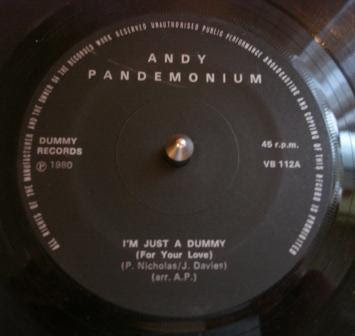 ALL RIGHTS OF THE MANUFACTURER AND THE OWNER OF THE RECORDED WORK RESERVED UNAUTHORISED PUBLIC PERFORMANCE BROADCASTING AND COPYING OF THIS RECORD IS PROHIBITED
ANDY
PANDEMONIUM
DUMMY
RECORDS
℗ 1980
45 r.p.m.
VB 112A
I'M JUST A DUMMY
(For Your Love)
(P. Nicholas/J. Davies)
(arr. A.P.)